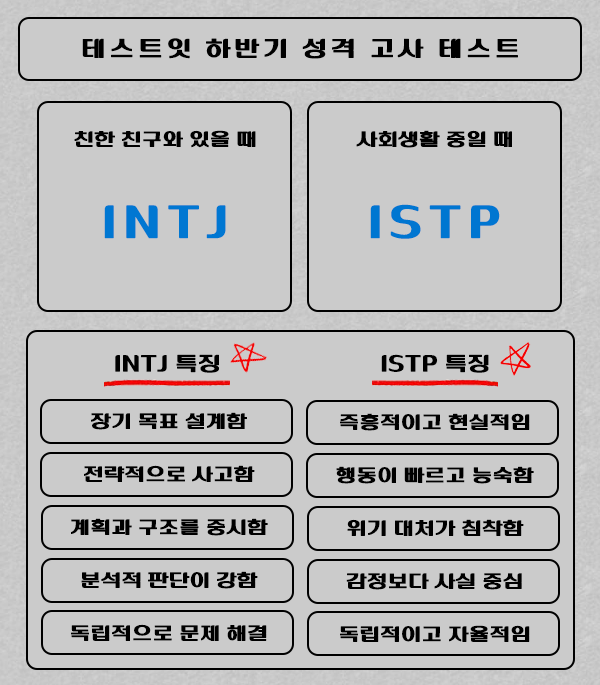 테스트잇 하반기 성격 고사 테스트
친한 친구와 있을 때
INTJ
사회생활 중일 때
ISTP
INTJ 특징
장기 목표 설계함
전략적으로 사고함
계획과 구조를 중시함
분석적 판단이 강함
독립적으로 문제 해결
ISTP 특징
즉흥적이고 현실적임
행동이 빠르고 능숙함
위기 대처가 침착함
감정보다 사실 중심
독립적이고 자율적임